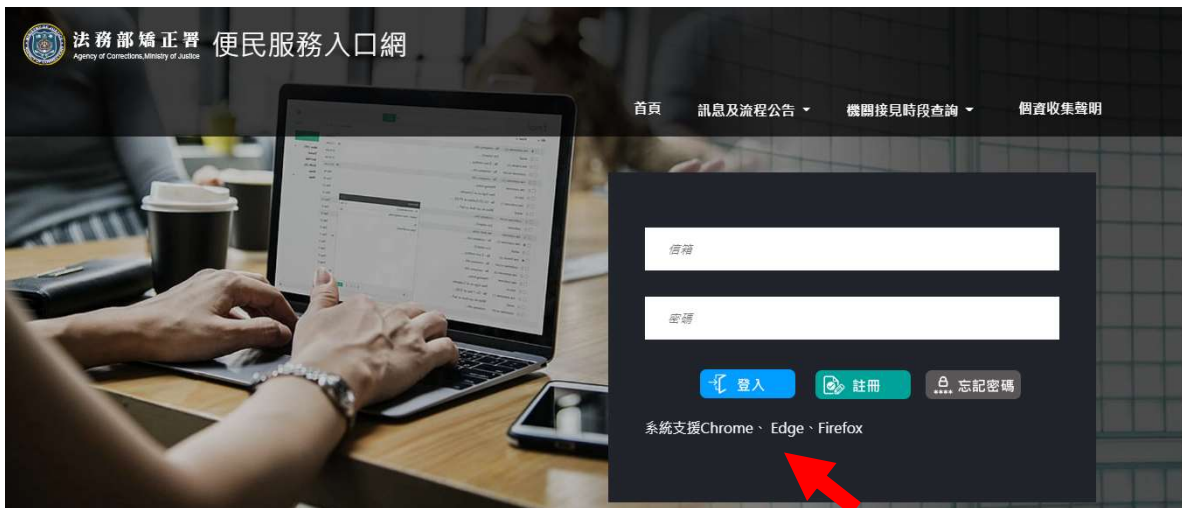 法務部矯正署 便民服務入口網
Agency of Corrections,Ministry of Justice
首頁 訊息及流程公告 機關接見時段查詢 個資收集聲明
信箱
密碼
登入 註冊 忘記密碼
系統支援Chrome、 Edge、Firefox